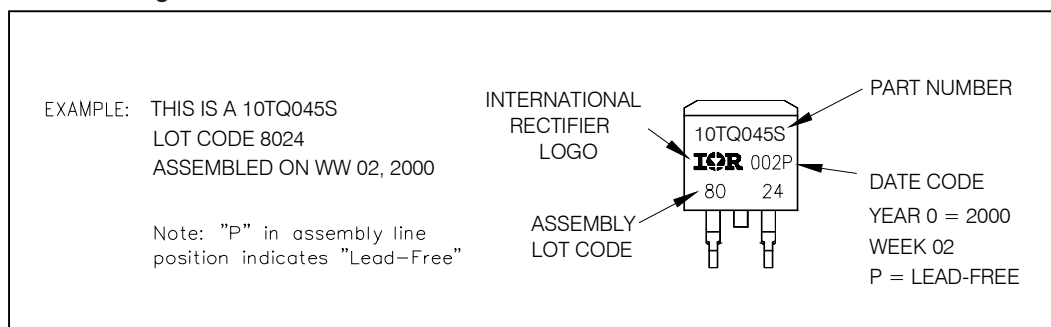 EXAMPLE: THIS IS A 10TQ045S
LOT CODE 8024
ASSEMBLED ON WW 02, 2000
Note: "P" in assembly line
position indicates "Lead-Free"
INTERNATIONAL
RECTIFIER
LOGO
ASSEMBLY
LOT CODE
10TQ045S
IOR 002P
80 24
PART NUMBER
DATE CODE
YEAR 0 = 2000
WEEK 02
P = LEAD-FREE